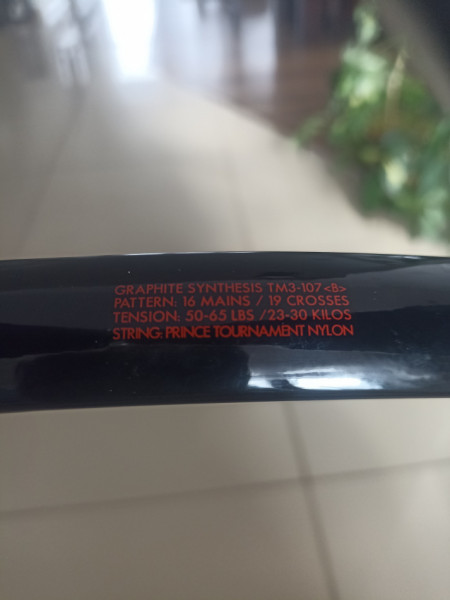 GRAPHITE SYNTHESIS TM3-107<B>
PATTERN: 16 MAINS / 19 CROSSES
TENSION: 50-65 LBS /23-30 KILOS
STRING: PRINCE TOURNAMENT NYLON